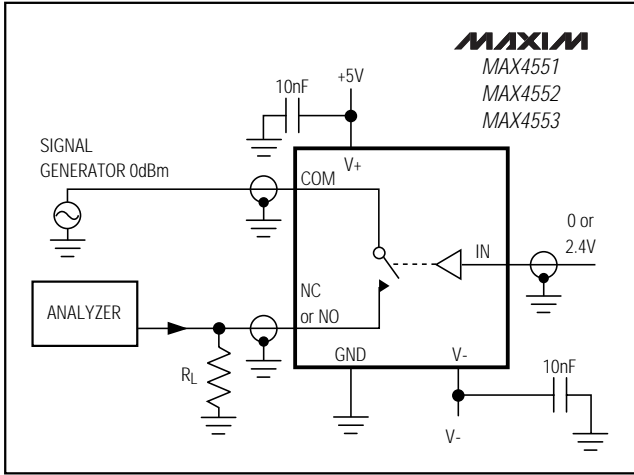 MAXIM
MAX4551
MAX4552
MAX4553
10nF
+5V
SIGNAL
GENERATOR 0dBm
V+
COM
0 or
2.4V
IN
NC
or NO
ANALYZER
RL
GND
V-
10nF
V-